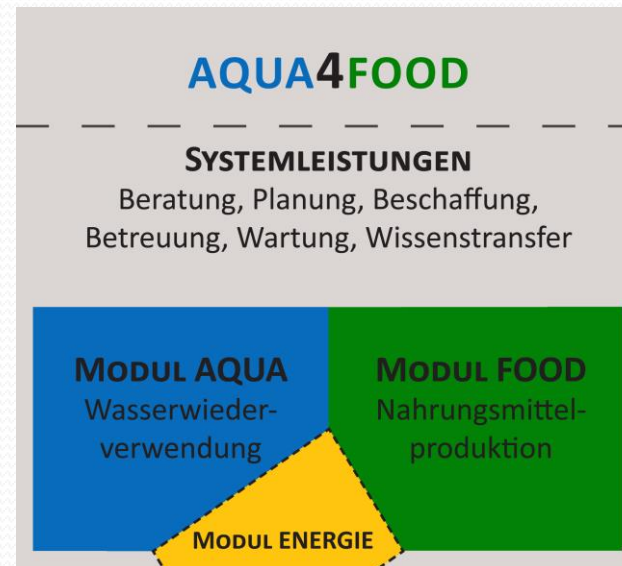 AQUA4FOOD
SYSTEMLEISTUNGEN
Beratung, Planung, Beschaffung,
Betreuung, Wartung, Wissenstransfer
MODUL AQUA
Wasserwieder-
verwendung
MODUL FOOD
Nahrungsmittel-
produktion
MODUL ENERGIE